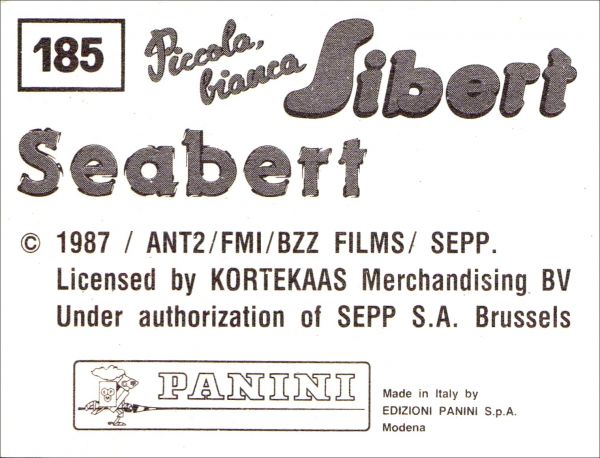 185
Piccola,
bianca Sibert
Seabert
© 1987 / ANT2/FMI/BZZ FILMS/ SEPP.
Licensed by KORTEKAAS Merchandising BV
Under authorization of SEPP S.A. Brussels
PANINI
Made in Italy by
EDIZIONI PANINI S.p.A.
Modena